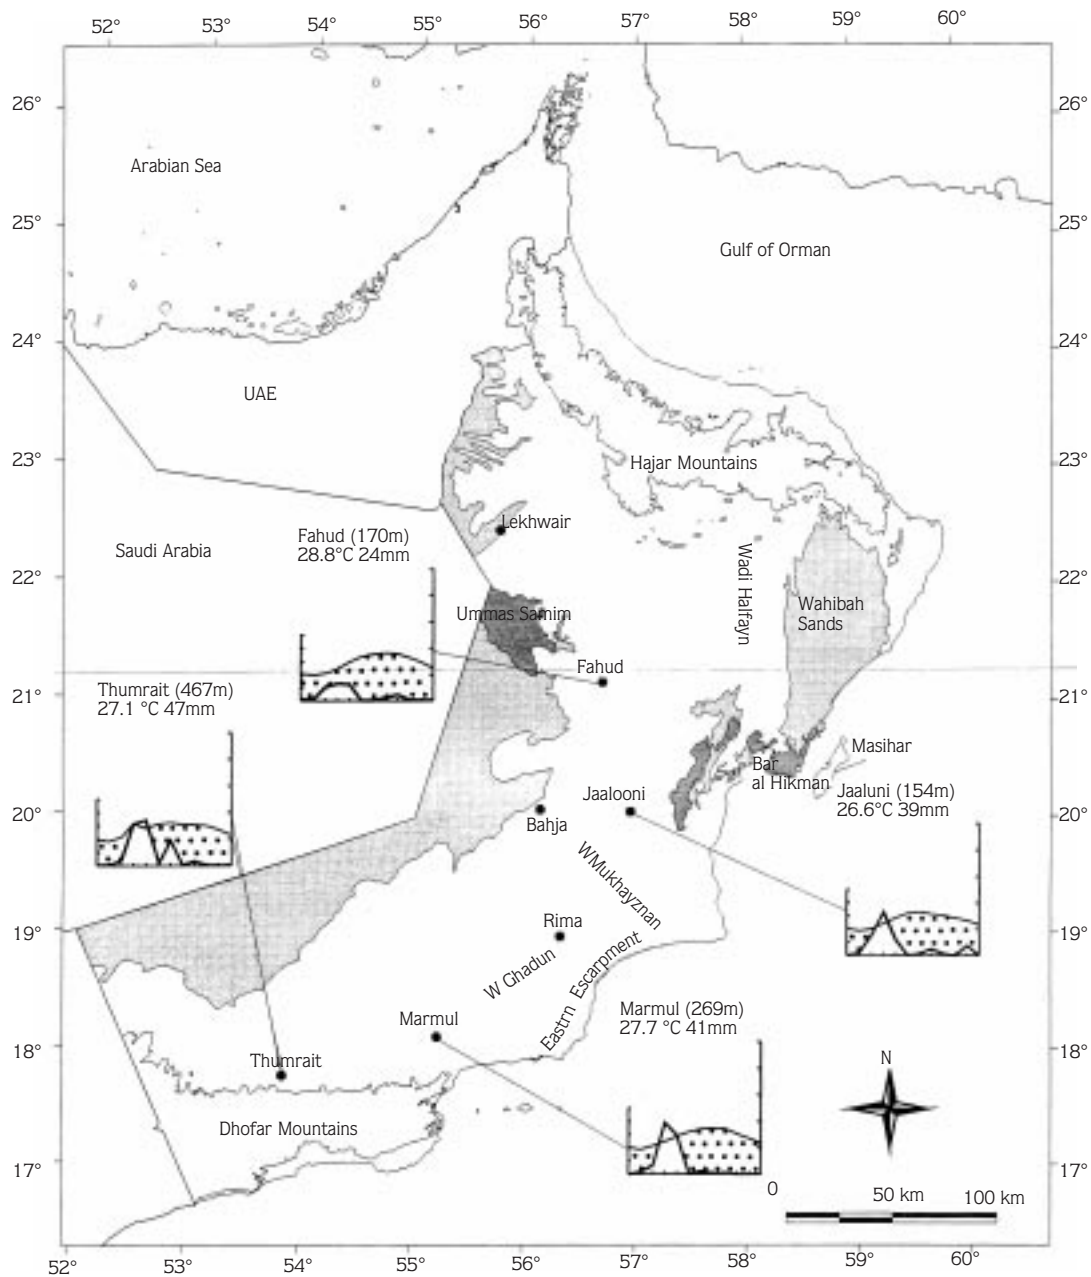 52° 53° 54° 55° 56° 57° 58° 59° 60°
26° 26°
Arabian Sea
25° 25°
Gulf of Orman
24° 24°
UAE
23° 23°
Hajar Mountains
Lekhwair
Fahud (170m)
28.8°C 24mm
Saudi Arabia
Wadi Halfayn
22° 22°
Wahibah
Sands
Ummas Samim
Fahud
21° 21°
Thumrait (467m)
27.1 °C 47mm
Masihar
Bar
al Hikman
Jaaluni (154m)
26.6°C 39mm
Jaalooni
20° 20°
Bahja
WMukhayznan
19° 19°
Rima
W Ghadun
Eastrn Escarpment
Marmul (269m)
27.7 °C 41mm
Marmul
18° 18°
Thumrait
N
Dhofar Mountains
17° 17°
0 50 km 100 km
52° 53° 54° 55° 56° 57° 58° 59° 60°